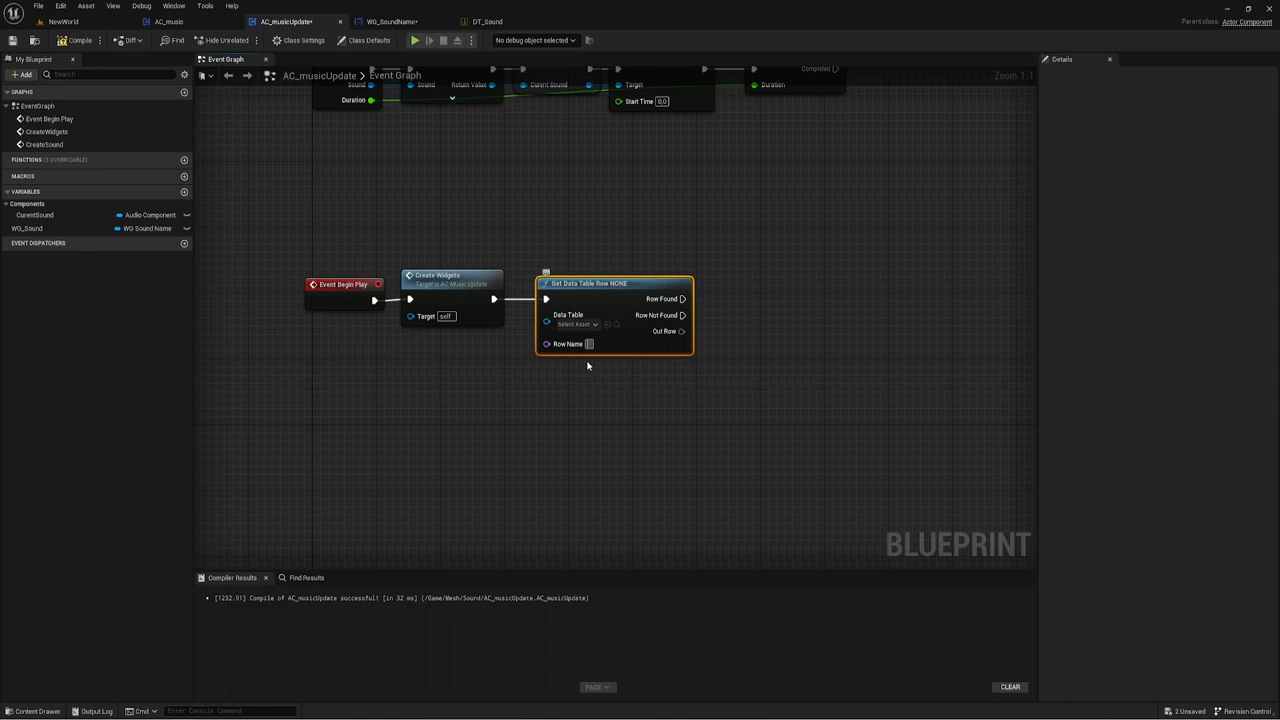 File Edit Asset View Debug Window Tools Help
NewWorld AC_music AC_musicUpdate* WG_SoundName* DT_Sound
Parent class: Actor Component
Compile Diff Find Hide Unrelated Class Settings Class Defaults No debug object selected
My Blueprint
Add Search
GRAPHS
EventGraph
Event Begin Play
CreateWidgets
CreateSound
FUNCTIONS (3 OVERRIDABLE)
MACROS
VARIABLES
Components
CurentSound Audio Component
WG_Sound WG Sound Name
EVENT DISPATCHERS
Event Graph
AC_musicUpdate > Event Graph
Zoom 1:1
Sound
Duration
Sound Return Value
Curent Sound
Target
Start Time 0,0
Completed
Duration
Event Begin Play
Create Widgets
Target is AC Music Update
Target self
Get Data Table Row NONE
Row Found
Data Table
Select Asset
Row Not Found
Out Row
Row Name
BLUEPRINT
Details
Compiler Results Find Results
[1232,91] Compile of AC_musicUpdate successful! [in 32 ms] (/Game/Mesh/Sound/AC_musicUpdate.AC_musicUpdate)
PAGE
CLEAR
Content Drawer Output Log Cmd Enter Console Command
2 Unsaved Revision Control